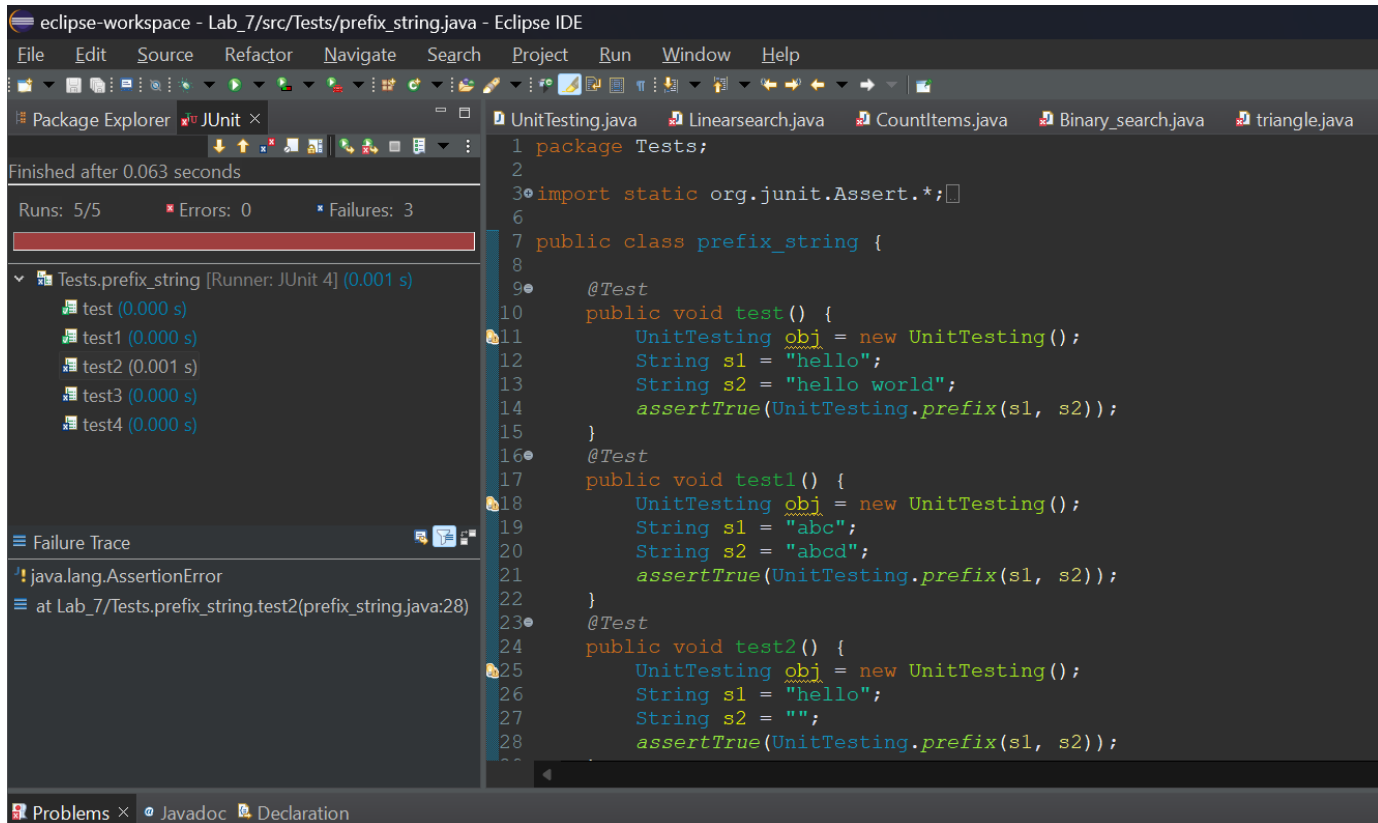 eclipse-workspace - Lab_7/src/Tests/prefix_string.java - Eclipse IDE
File Edit Source Refactor Navigate Search Project Run Window Help
Package Explorer JUnit
Finished after 0.063 seconds
Runs: 5/5 Errors: 0 Failures: 3
Tests.prefix_string [Runner: JUnit 4] (0.001 s)
test (0.000 s)
test1 (0.000 s)
test2 (0.001 s)
test3 (0.000 s)
test4 (0.000 s)
Failure Trace
java.lang.AssertionError
at Lab_7/Tests.prefix_string.test2(prefix_string.java:28)
UnitTesting.java Linearsearch.java CountItems.java Binary_search.java triangle.java
1 package Tests;
2
3 import static org.junit.Assert.*;
6
7 public class prefix_string {
8
9 @Test
10 public void test() {
11 UnitTesting obj = new UnitTesting();
12 String s1 = "hello";
13 String s2 = "hello world";
14 assertTrue(UnitTesting.prefix(s1, s2));
15 }
16 @Test
17 public void test1() {
18 UnitTesting obj = new UnitTesting();
19 String s1 = "abc";
20 String s2 = "abcd";
21 assertTrue(UnitTesting.prefix(s1, s2));
22 }
23 @Test
24 public void test2() {
25 UnitTesting obj = new UnitTesting();
26 String s1 = "hello";
27 String s2 = "";
28 assertTrue(UnitTesting.prefix(s1, s2));
Problems Javadoc Declaration